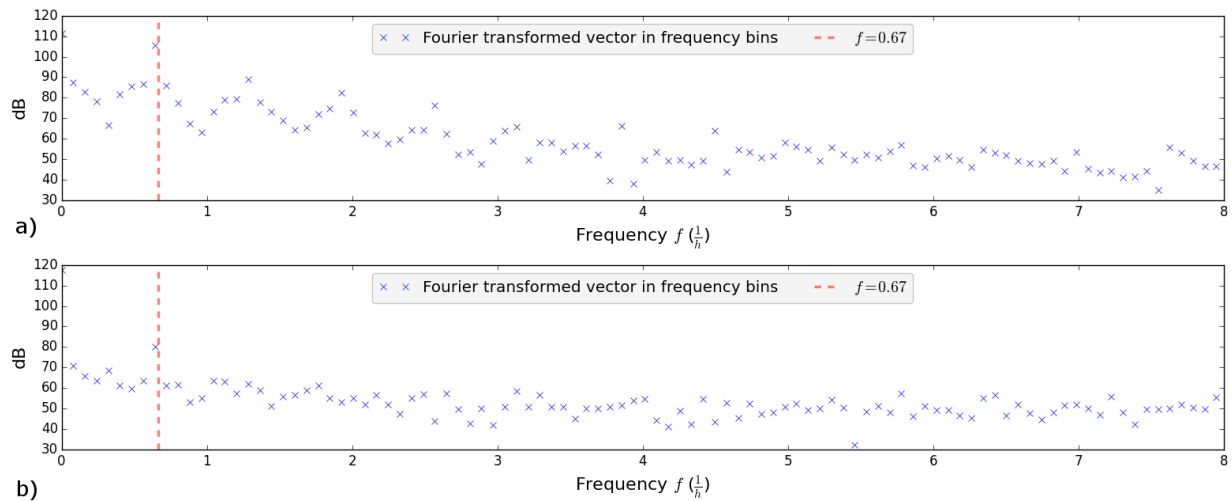 120
110
100
90
80
70
60
50
40
30
dB
Fourier transformed vector in frequency bins
f=0.67
0 1 2 3 4 5 6 7 8
a)
Frequency f (1/h)
120
110
100
90
80
70
60
50
40
30
dB
Fourier transformed vector in frequency bins
f=0.67
0 1 2 3 4 5 6 7 8
b)
Frequency f (1/h)